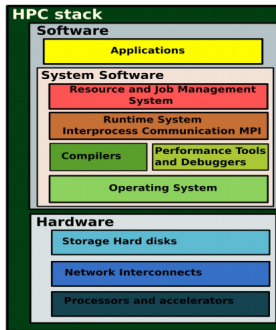 HPC stack
Software
Applications
System Software
Resource and Job Management
System
Runtime System
Interprocess Communication MPI
Compilers
Performance Tools
and Debuggers
Operating System
Hardware
Storage Hard disks
Network Interconnects
Processors and accelerators